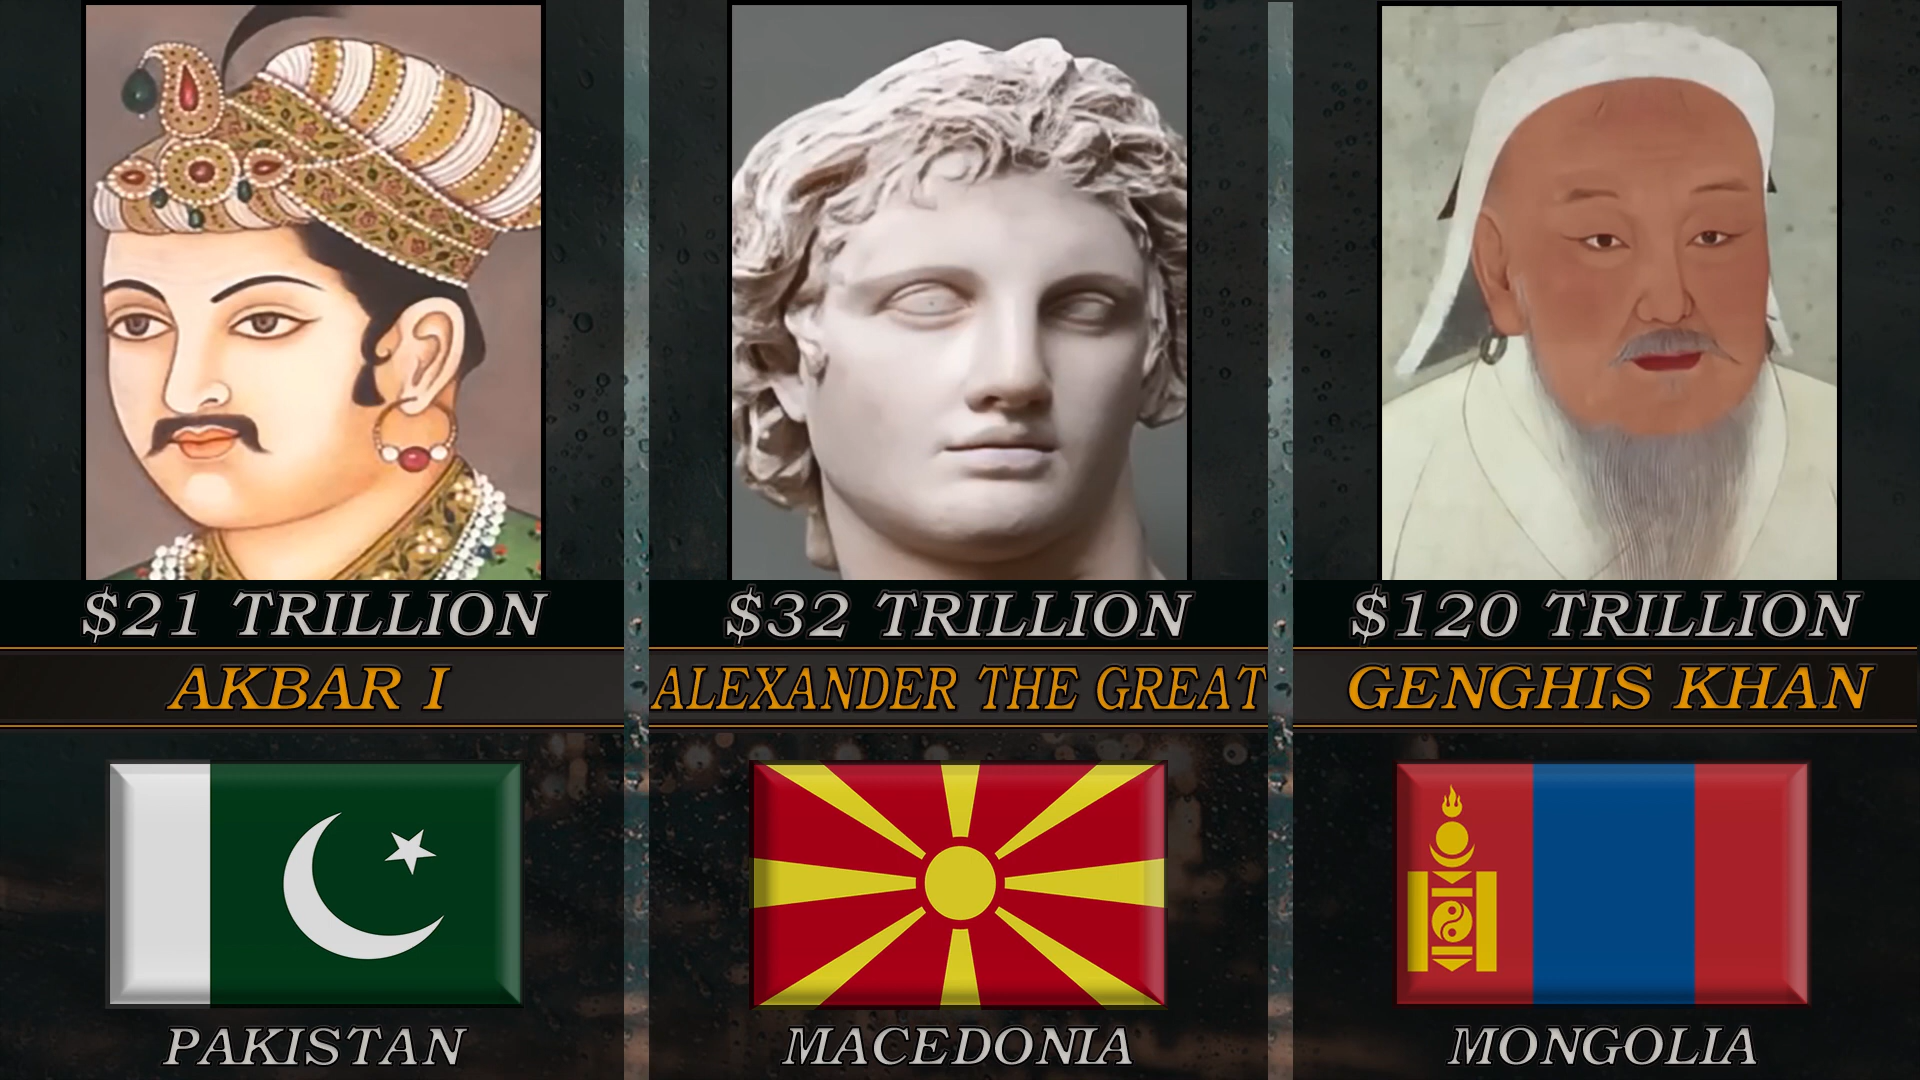 $21 TRILLION
AKBAR I
PAKISTAN
$32 TRILLION
ALEXANDER THE GREAT
MACEDONIA
$120 TRILLION
GENGHIS KHAN
MONGOLIA